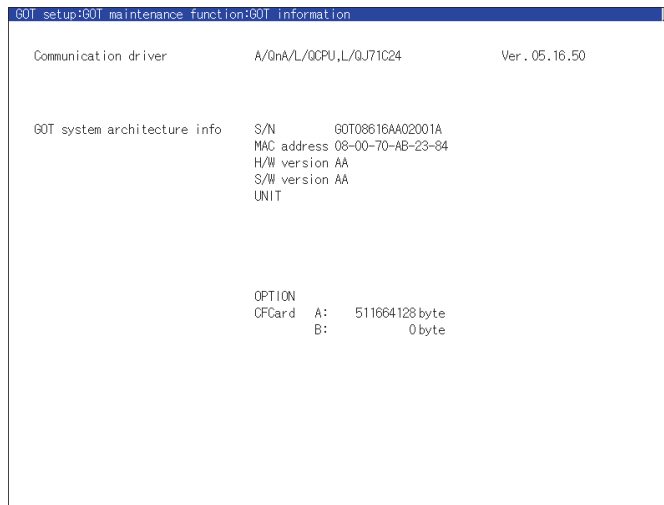 GOT setup:GOT maintenance function:GOT information
Communication driver A/QnA/L/QCPU,L/QJ71C24 Ver.05.16.50
GOT system architecture info S/N GOT08616AA02001A
MAC address 08-00-70-AB-23-84
H/W version AA
S/W version AA
UNIT
OPTION
CFCard A: 511664128 byte
B: 0 byte